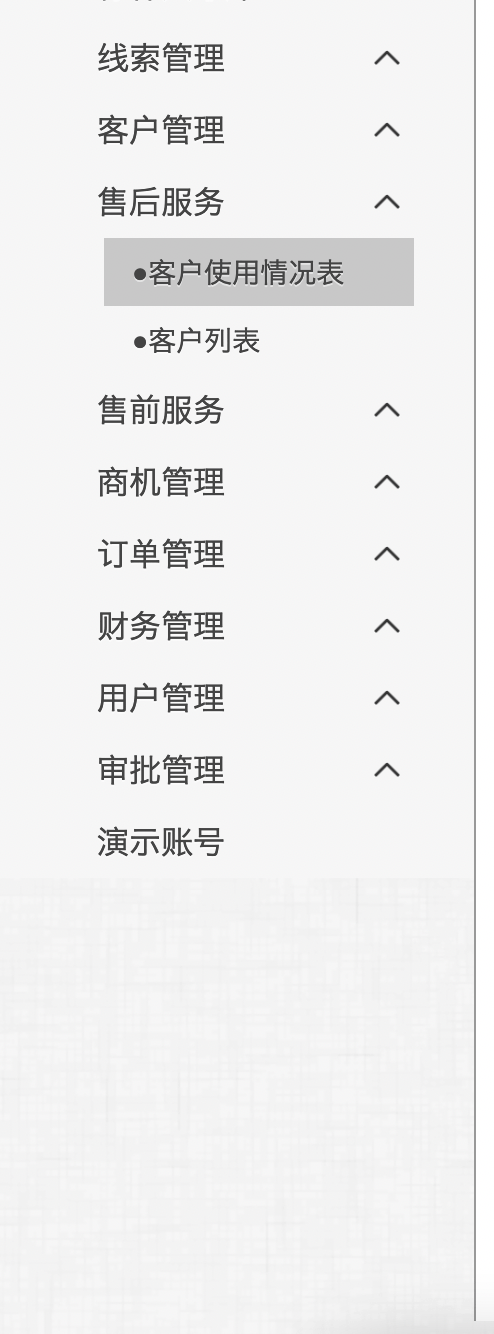 线索管理
客户管理
售后服务
●客户使用情况表
●客户列表
售前服务
商机管理
订单管理
财务管理
用户管理
审批管理
演示账号